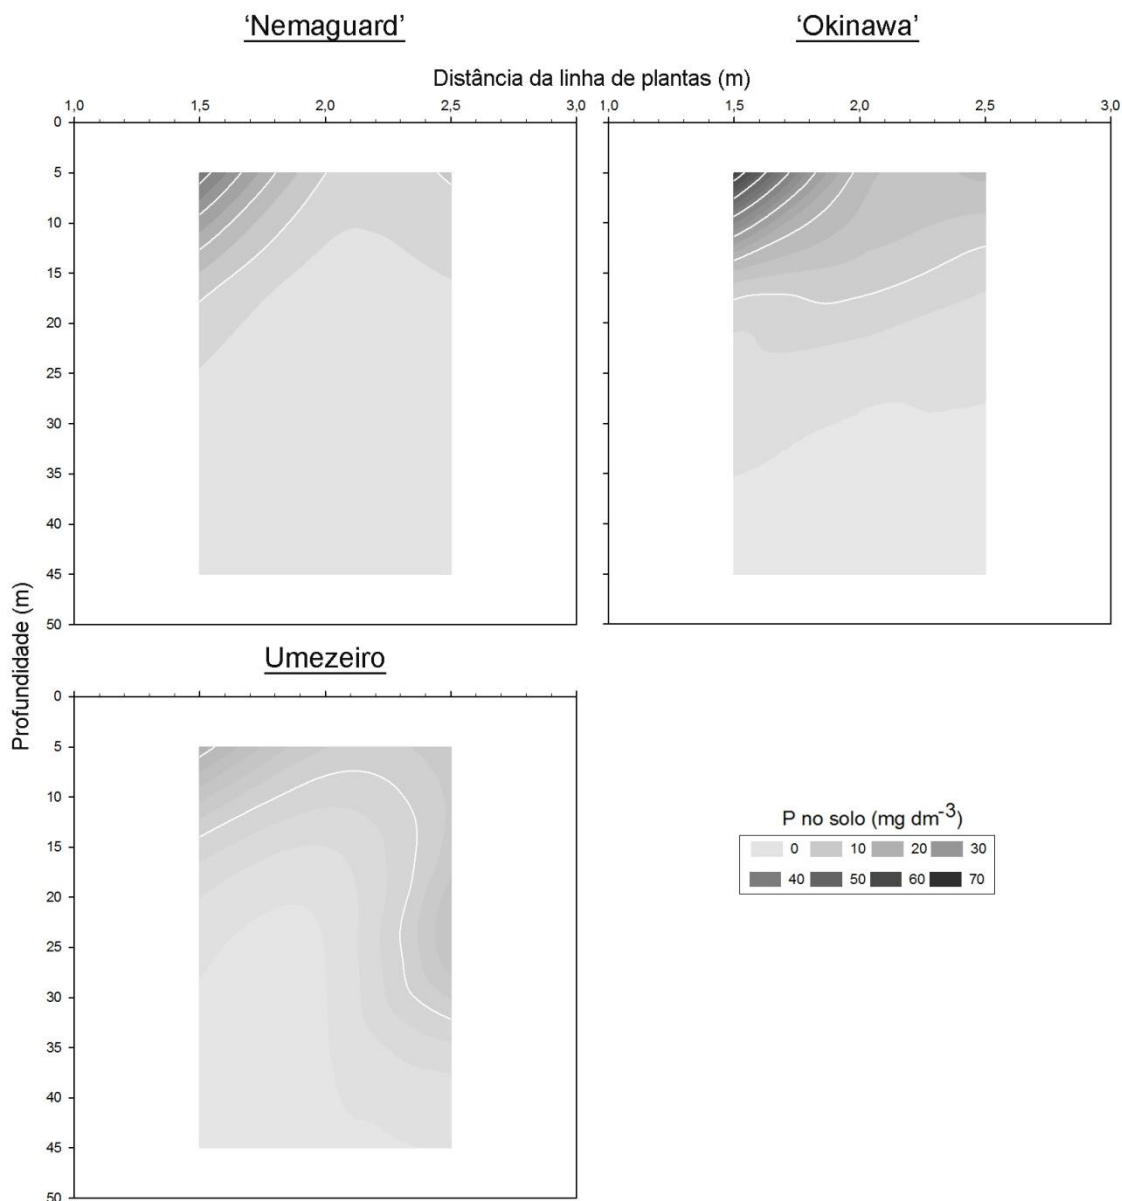 ‘Nemaguard’ ‘Okinawa’
Distância da linha de plantas (m)
1,0 1,5 2,0 2,5 3,0 1,0 1,5 2,0 2,5 3,0
0
5
10
15
20
25
30
35
40
45
50
Profundidade (m)
Umezeiro
0
5
10
15
20
25
30
35
40
45
50
P no solo (mg dm-3)
0 10 20 30
40 50 60 70